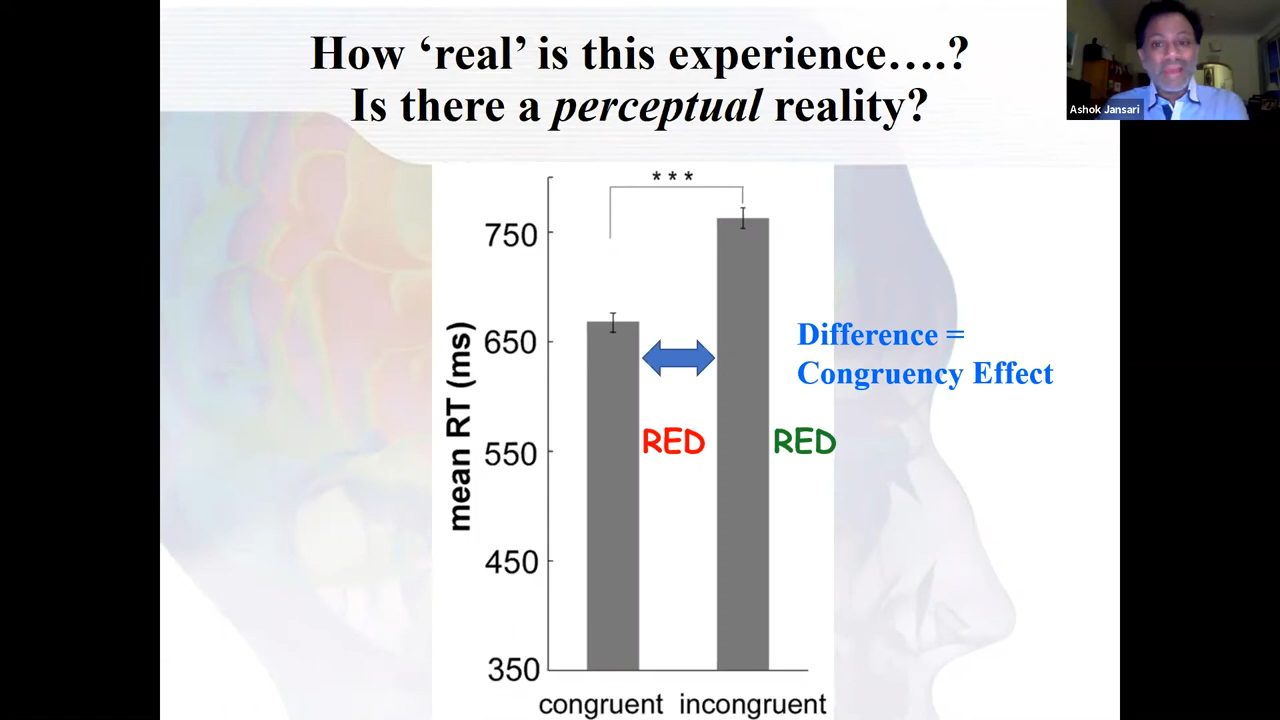 How ‘real’ is this experience….?
Is there a perceptual reality?
Ashok Jansari
* * *
750
650
550
450
350
mean RT (ms)
Difference =
Congruency Effect
RED
RED
congruent incongruent